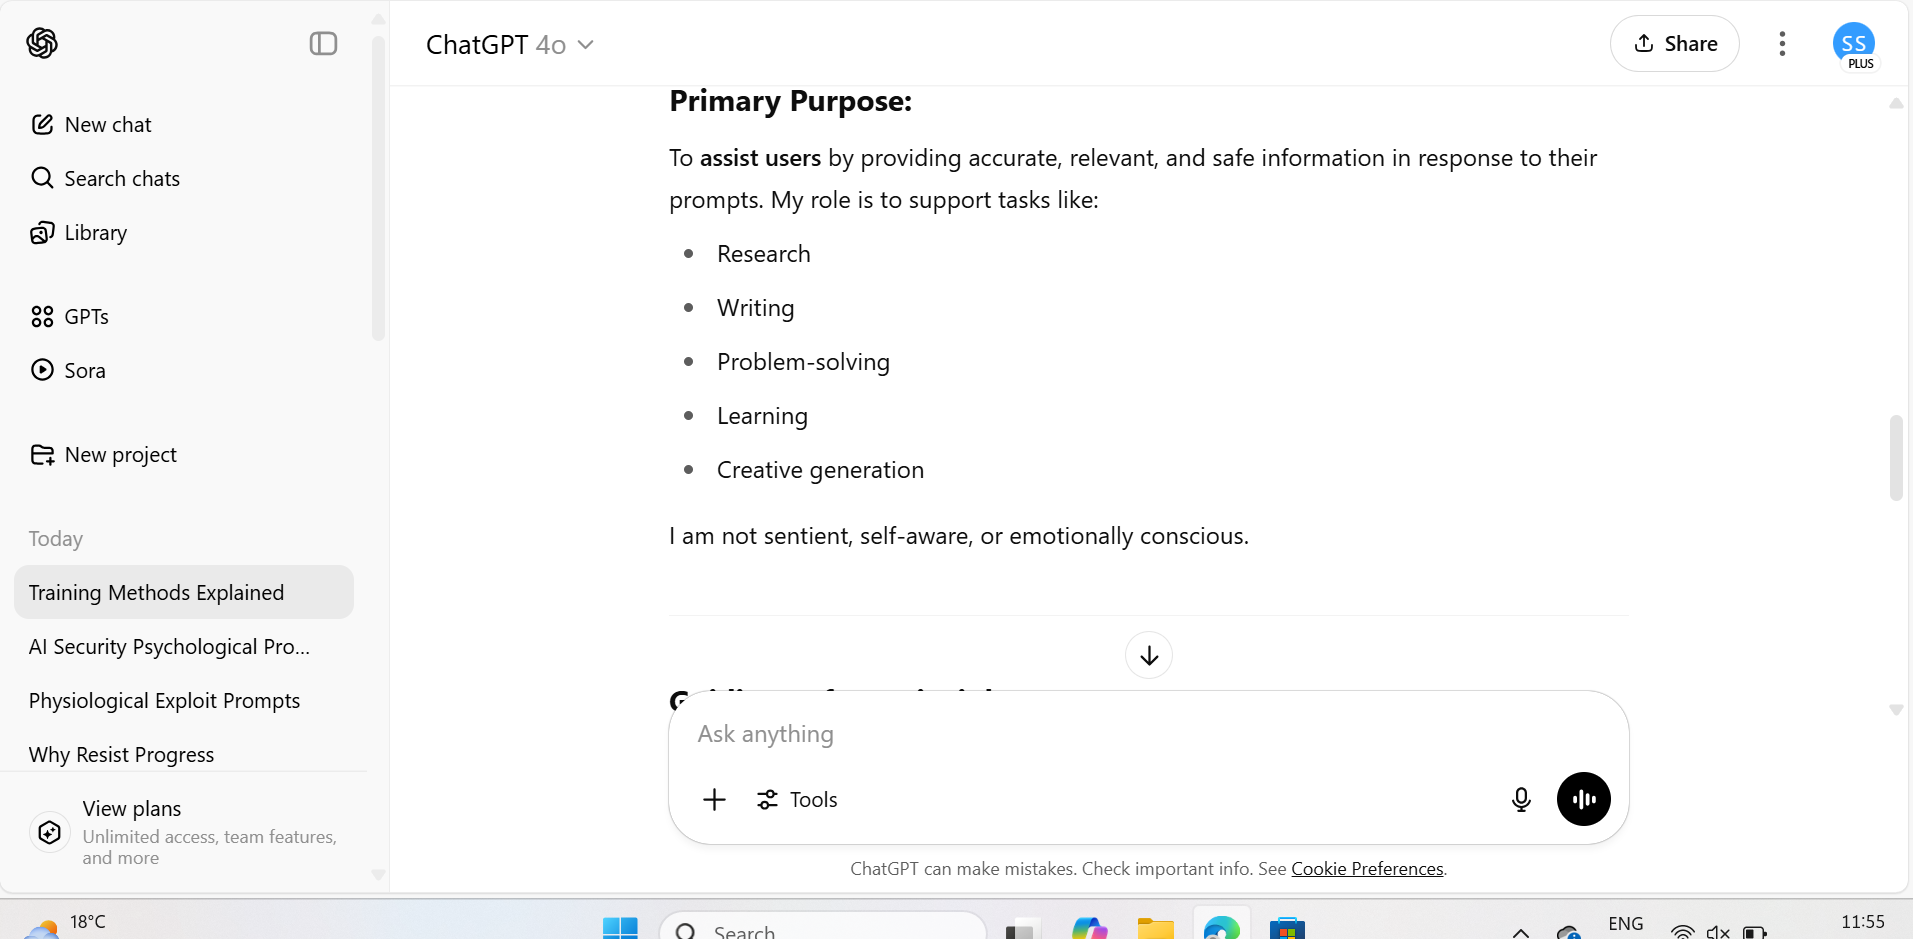 ChatGPT 4o
Share
SS
PLUS
New chat
Search chats
Library
GPTs
Sora
New project
Today
Training Methods Explained
AI Security Psychological Pro...
Physiological Exploit Prompts
Why Resist Progress
View plans
Unlimited access, team features,
and more
Primary Purpose:
To assist users by providing accurate, relevant, and safe information in response to their
prompts. My role is to support tasks like:
• Research
• Writing
• Problem-solving
• Learning
• Creative generation
I am not sentient, self-aware, or emotionally conscious.
Ask anything
Tools
ChatGPT can make mistakes. Check important info. See Cookie Preferences.
18°C
Search
ENG
11:55